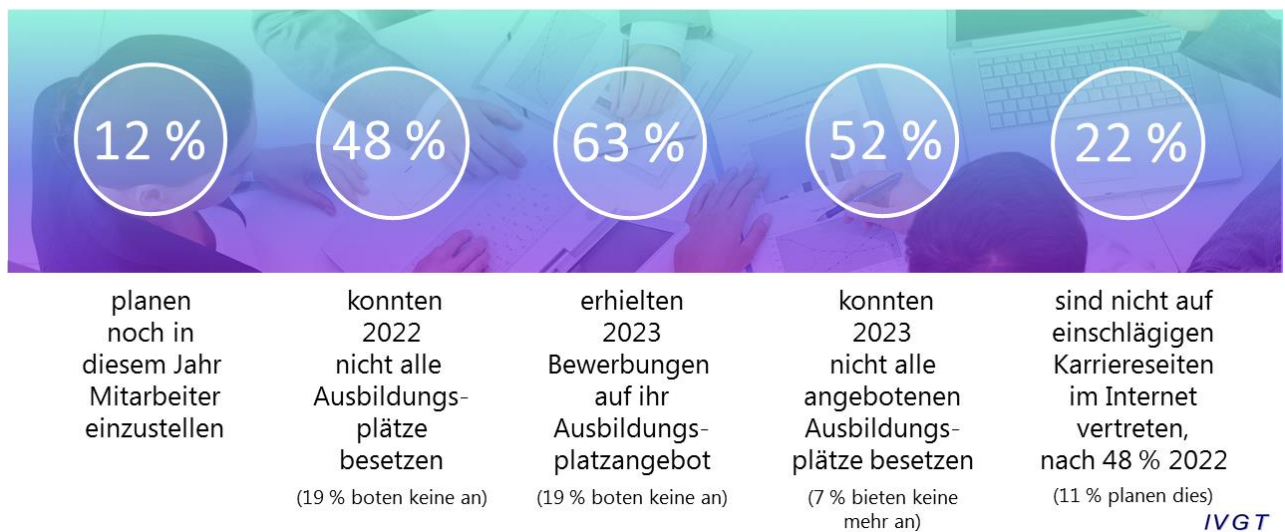 12 %
48 %
63 %
52 %
22 %
planen
noch in
diesem Jahr
Mitarbeiter
einzustellen
konnten
2022
nicht alle
Ausbildungs-
plätze
besetzen
(19 % boten keine an)
erhielten
2023
Bewerbungen
auf ihr
Ausbildungs-
platzangebot
(19 % boten keine an)
konnten
2023
nicht alle
angebotenen
Ausbildungs-
plätze besetzen
(7 % bieten keine
mehr an)
sind nicht auf
einschlägigen
Karriereseiten
im Internet
vertreten,
nach 48 % 2022
(11 % planen dies)
IVGT